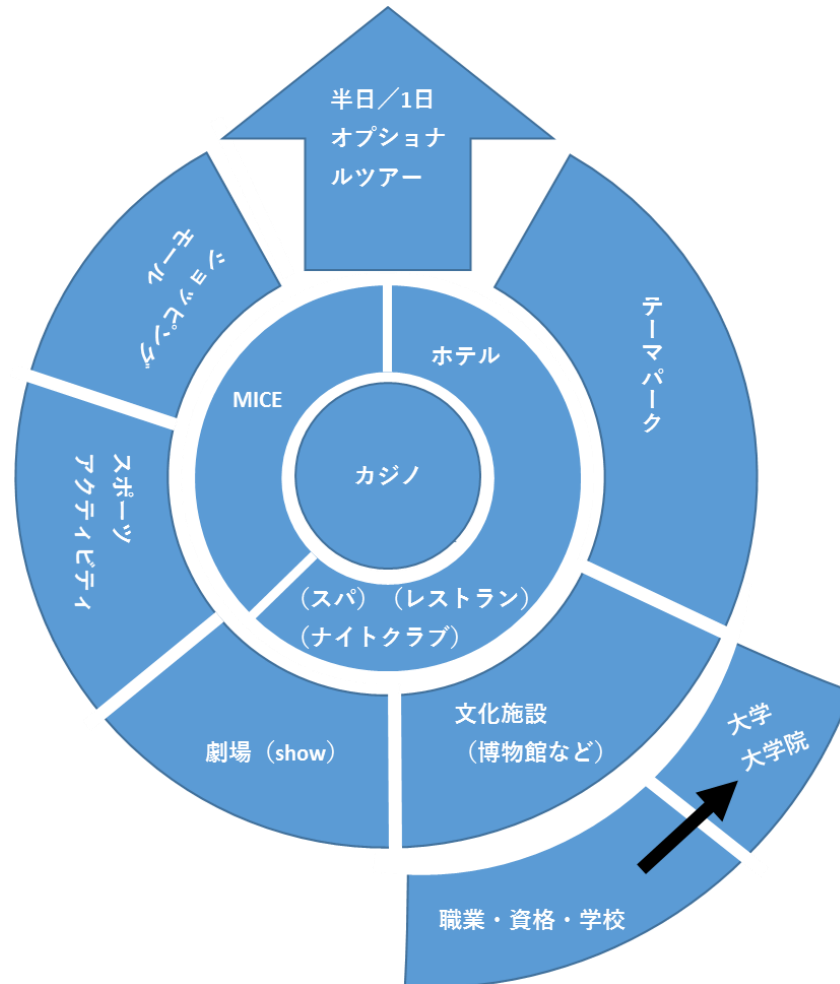 半日／1日
オプショナ
ルツアー
ショッピング
モール
テーマパーク
ホテル
MICE
カジノ
スポーツ
アクティビティ
（スパ）（レストラン）
（ナイトクラブ）
劇場（show）
文化施設
（博物館など）
大学
大学院
職業・資格・学校